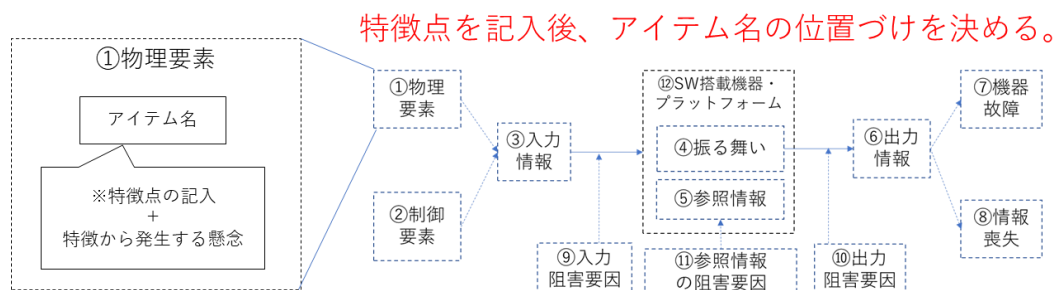 特徴点を記入後、アイテム名の位置づけを決める。
①物理要素
アイテム名
※特徴点の記入
+
特徴から発生する懸念
①物理
要素
②制御
要素
③入力
情報
⑫SW搭載機器・
プラットフォーム
④振る舞い
⑤参照情報
⑥出力
情報
⑦機器
故障
⑧情報
喪失
⑨入力
阻害要因
⑪参照情報
の阻害要因
⑩出力
阻害要因